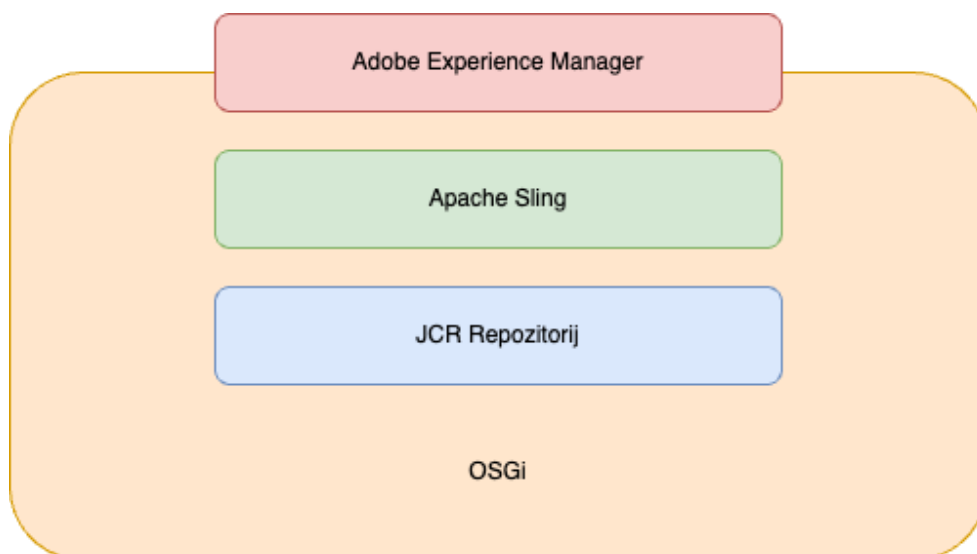 Adobe Experience Manager
Apache Sling
JCR Repozitorij
OSGi